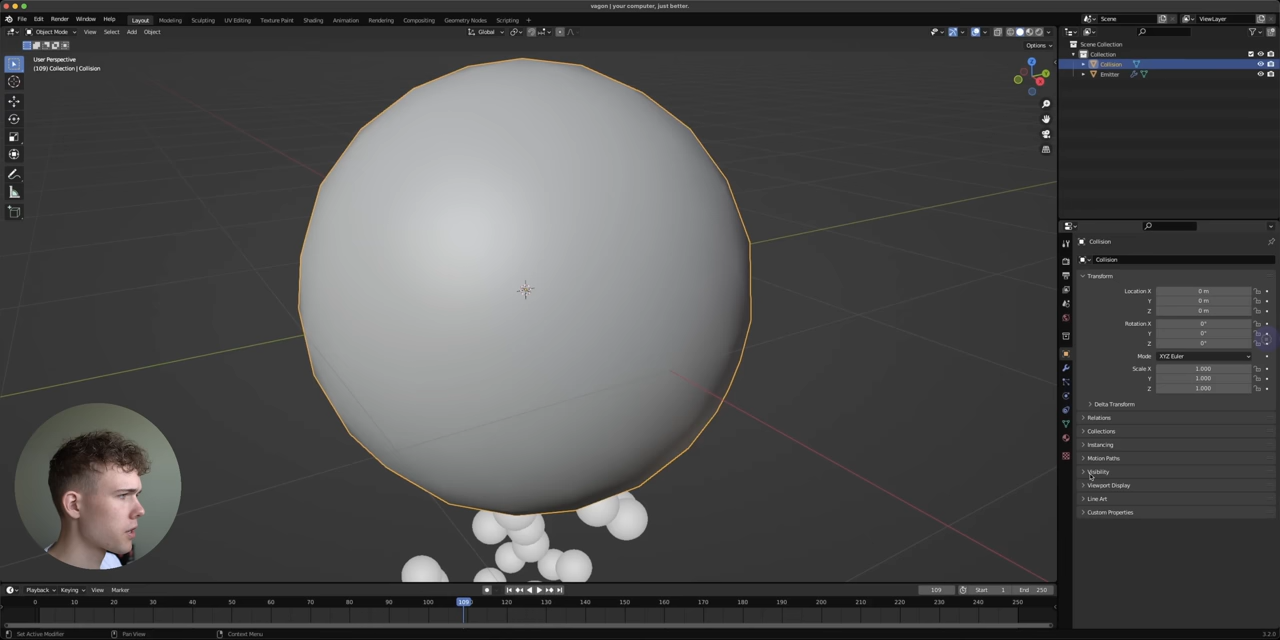 vagon | your computer, just better.
File Edit Render Window Help Layout Modeling Sculpting UV Editing Texture Paint Shading Animation Rendering Compositing Geometry Nodes Scripting + Scene ViewLayer
Object Mode View Select Add Object Global
Options
User Perspective
(109) Collection | Collision
Scene Collection
Collection
Collision
Emitter
Z
Y
X
Collision
Collision
Transform
Location X 0 m
Y 0 m
Z 0 m
Rotation X 0°
Y 0°
Z 0°
Mode XYZ Euler
Scale X 1.000
Y 1.000
Z 1.000
Delta Transform
Relations
Collections
Instancing
Motion Paths
Visibility
Viewport Display
Line Art
Custom Properties
Playback Keying View Marker 109 Start 1 End 250
0 10 20 30 40 50 60 70 80 90 100 109 120 130 140 150 160 170 180 190 200 210 220 230 240 250
Set Active Modifier Pan View Context Menu 3.2.0